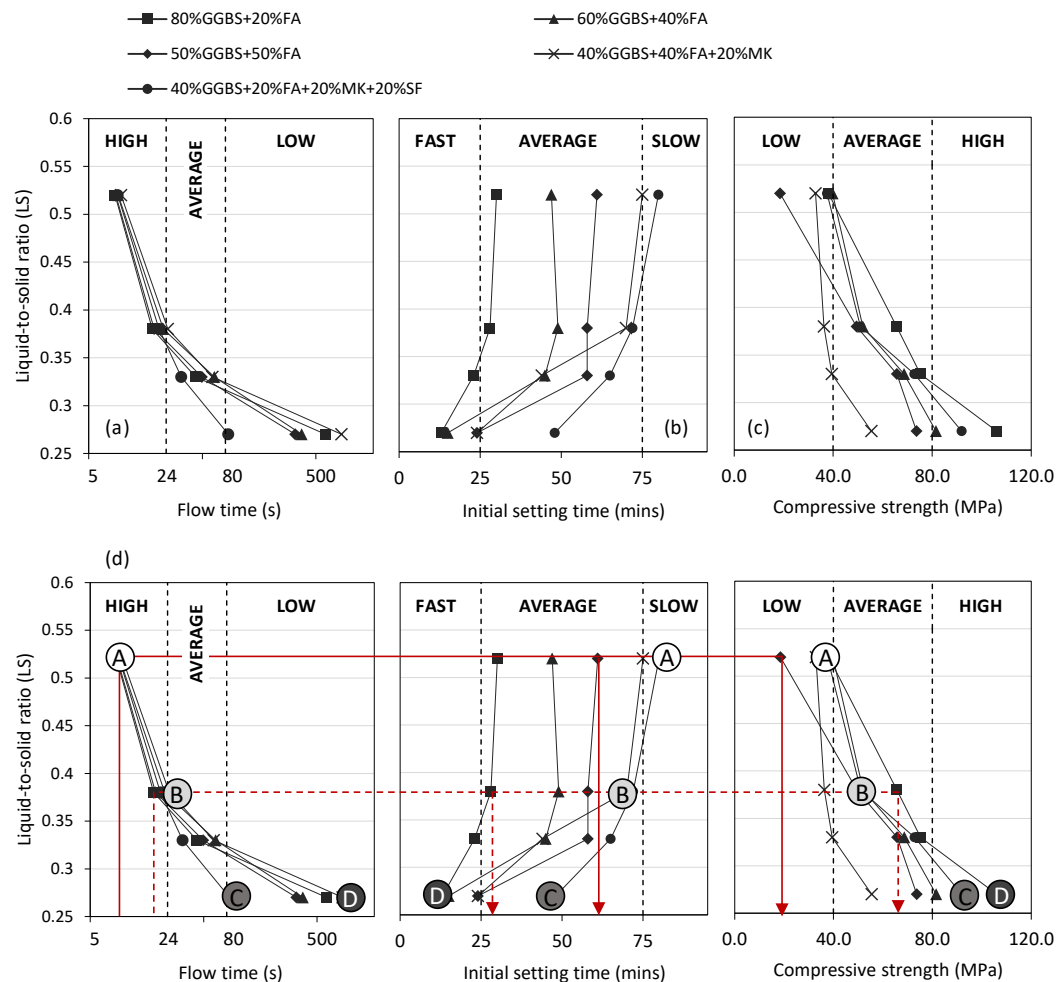 80%GGBS+20%FA
60%GGBS+40%FA
50%GGBS+50%FA
40%GGBS+40%FA+20%MK
40%GGBS+20%FA+20%MK+20%SF
Liquid-to-solid ratio (LS)
0.6
0.55
0.5
0.45
0.4
0.35
0.3
0.25
HIGH
AVERAGE
LOW
(a)
5
24
80
500
Flow time (s)
FAST
AVERAGE
SLOW
(b)
0
25
50
75
Initial setting time (mins)
LOW
AVERAGE
HIGH
(c)
0.0
40.0
80.0
120.0
Compressive strength (MPa)
(d)
Liquid-to-solid ratio (LS)
0.6
0.55
0.5
0.45
0.4
0.35
0.3
0.25
HIGH
AVERAGE
LOW
A
B
C
D
5
24
80
500
Flow time (s)
FAST
AVERAGE
SLOW
A
B
D
C
0
25
50
75
Initial setting time (mins)
LOW
AVERAGE
HIGH
A
B
C
D
0.0
40.0
80.0
120.0
Compressive strength (MPa)